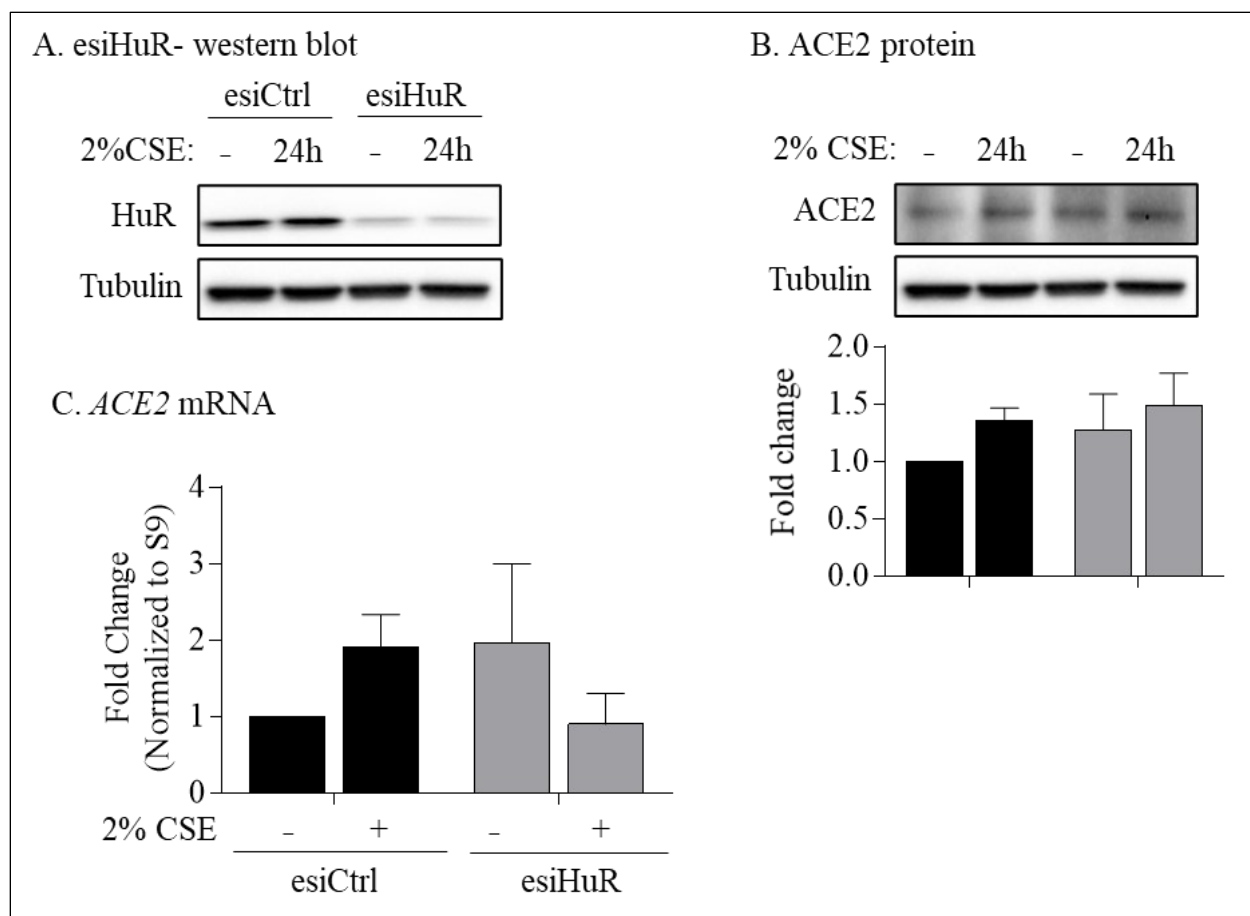 A. esiHuR- western blot
esiCtrl esiHuR
2%CSE: - 24h - 24h
HuR
Tubulin
B. ACE2 protein
2% CSE: - 24h - 24h
ACE2
Tubulin
2.0
1.5
1.0
0.5
0.0
Fold change
C. ACE2 mRNA
4
3
2
1
0
Fold Change
(Normalized to S9)
2% CSE - + - +
esiCtrl esiHuR